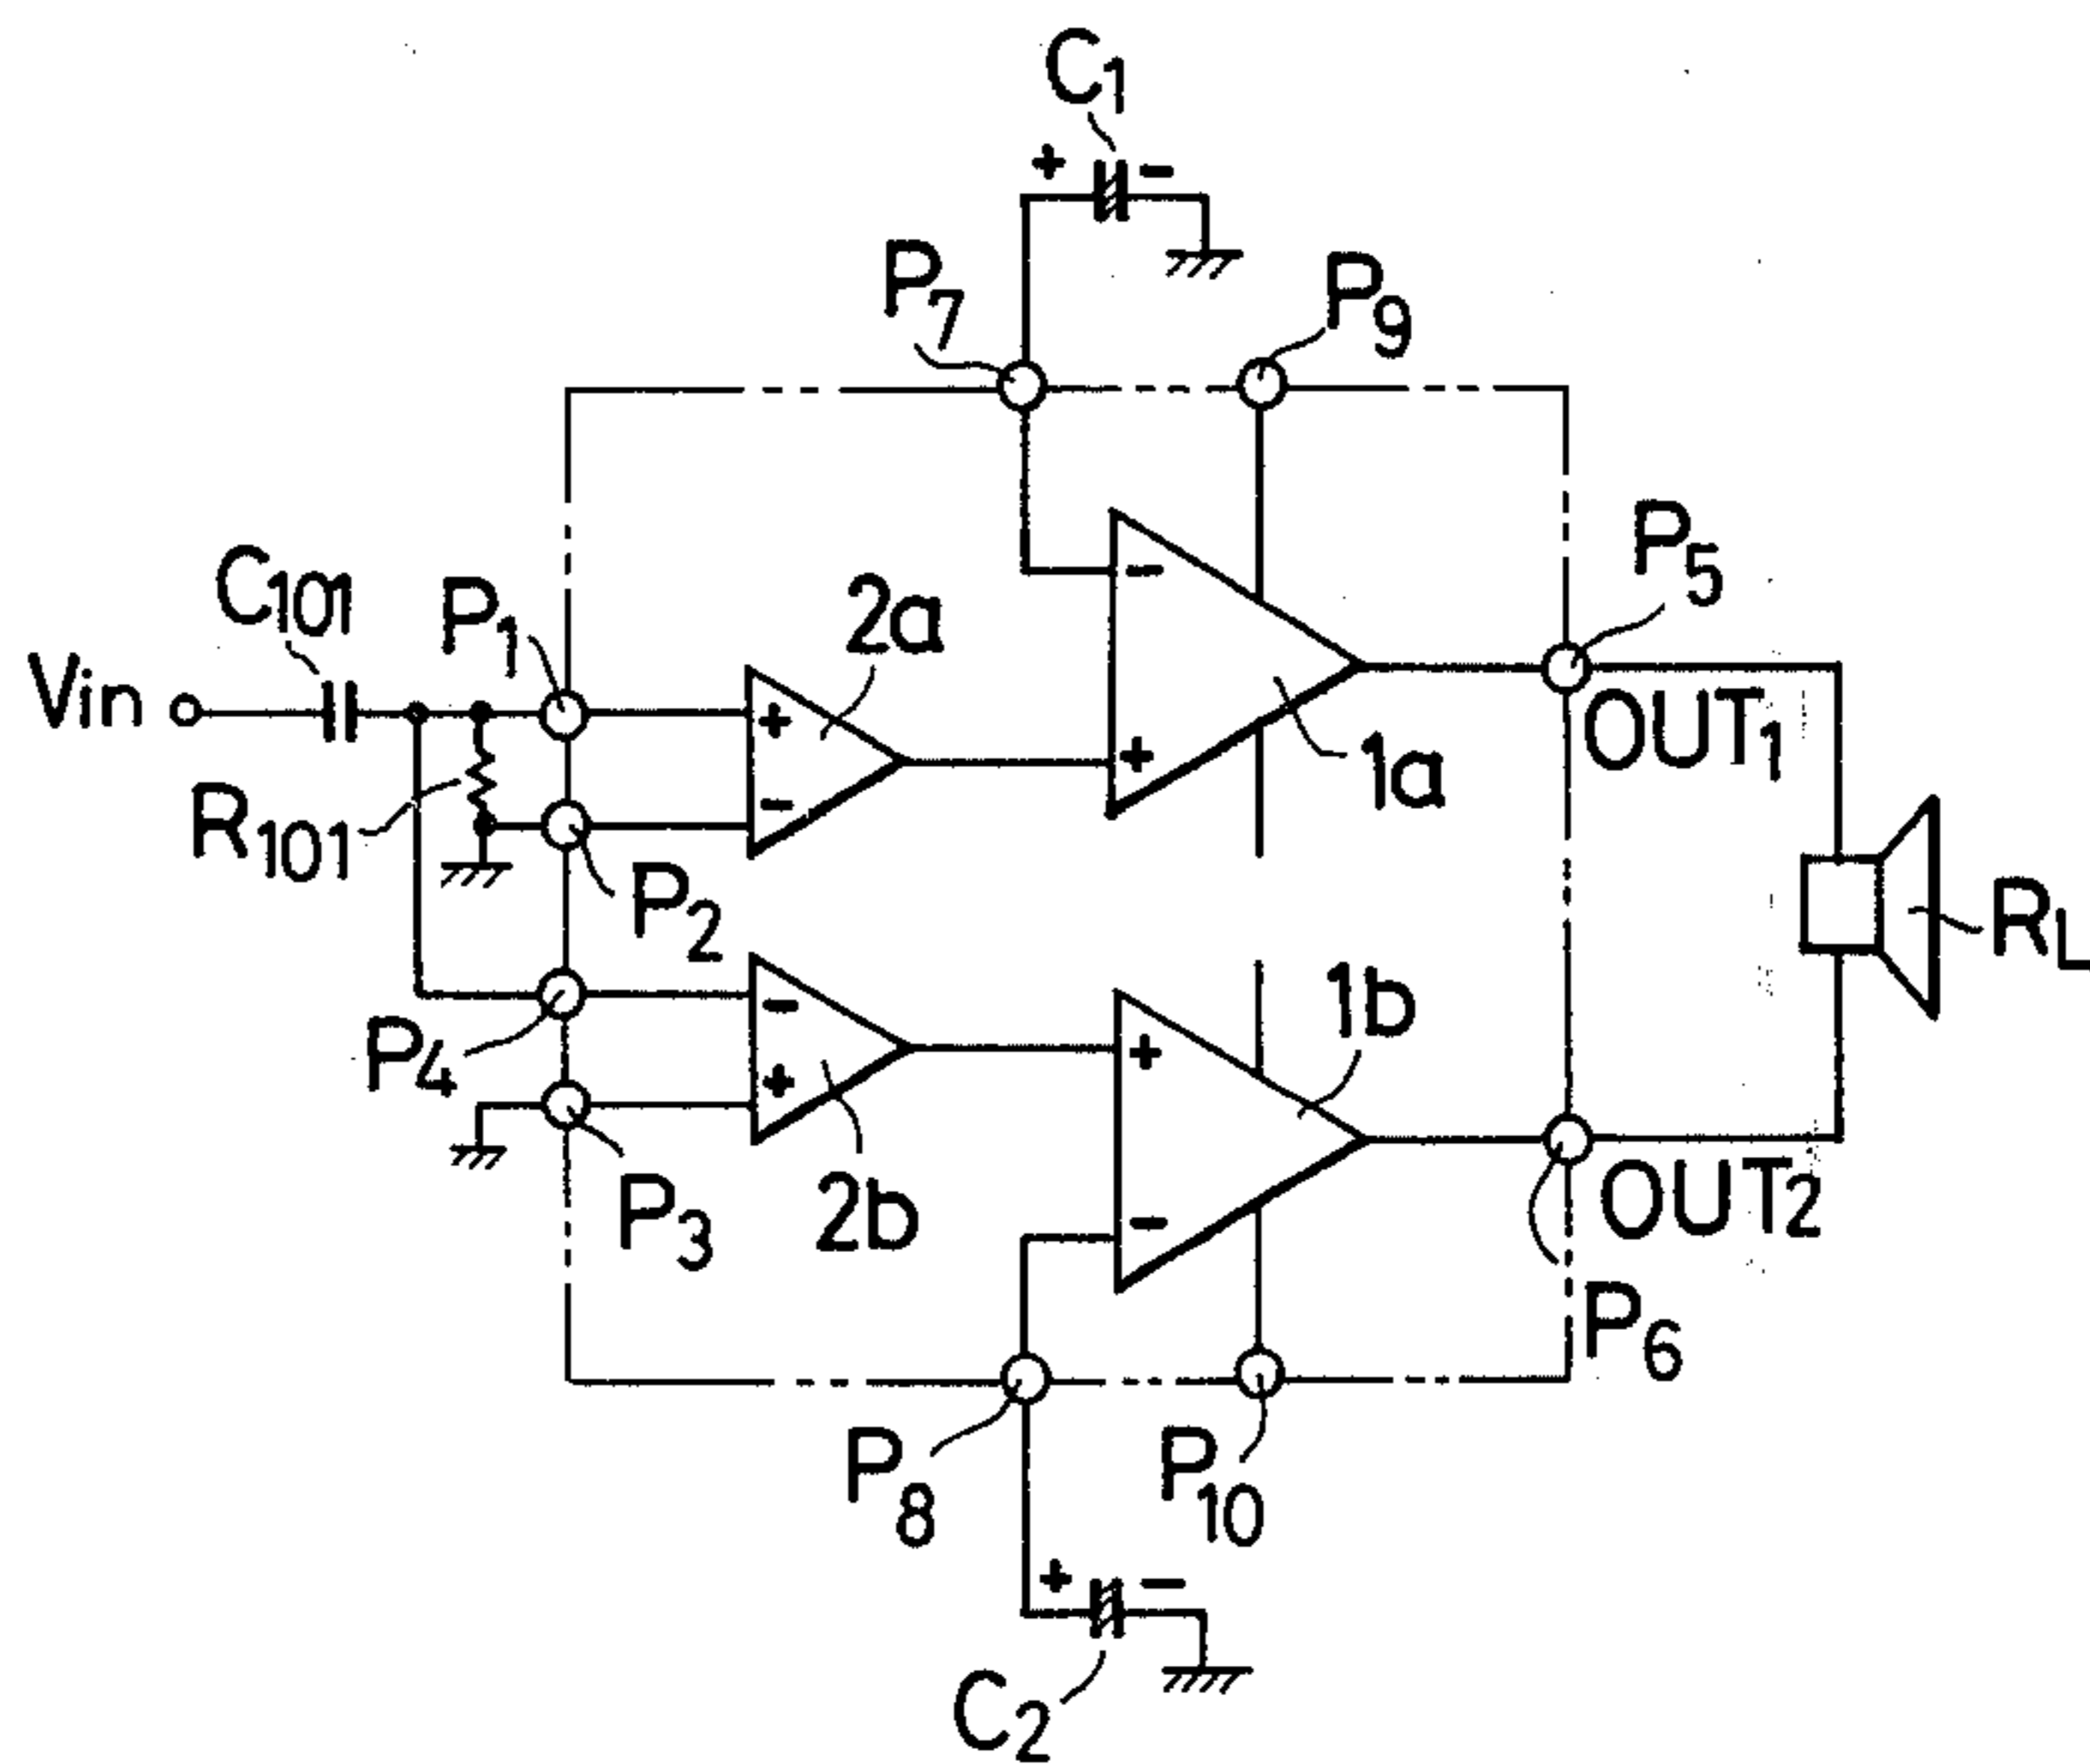 C1
+ -
P7
P9
-
P5
C101
P1
2a
Vin
+
OUT1
+
1a
R101
-
P2
RL
1b
-
P4
+
+
2b
P3
-
OUT2
P6
P8
P10
+ -
C2